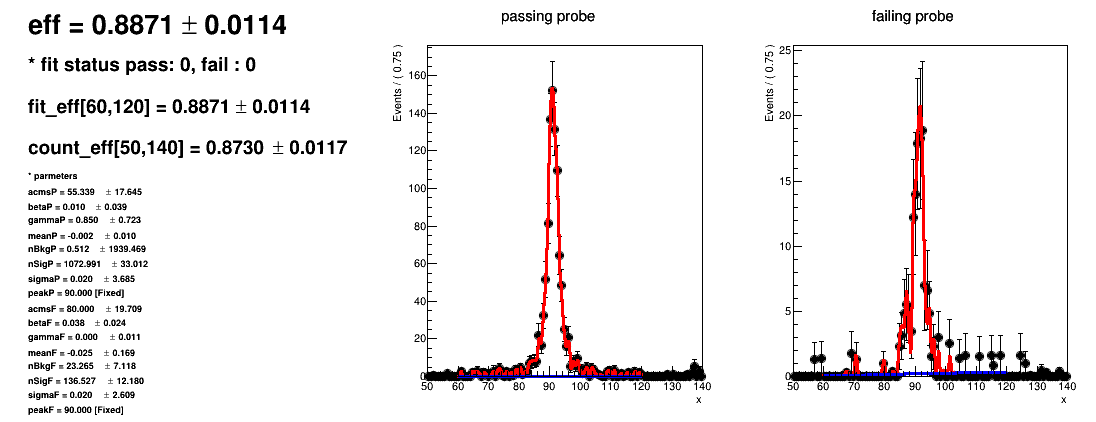 eff = 0.8871 ± 0.0114
* fit status pass: 0, fail : 0
fit_eff[60,120] = 0.8871 ± 0.0114
count_eff[50,140] = 0.8730 ± 0.0117
* parmeters
acmsP = 55.339 ± 17.645
betaP = 0.010 ± 0.039
gammaP = 0.850 ± 0.723
meanP = -0.002 ± 0.010
nBkgP = 0.512 ± 1939.469
nSigP = 1072.991 ± 33.012
sigmaP = 0.020 ± 3.685
peakP = 90.000 [Fixed]
acmsF = 80.000 ± 19.709
betaF = 0.038 ± 0.024
gammaF = 0.000 ± 0.011
meanF = -0.025 ± 0.169
nBkgF = 23.265 ± 7.118
nSigF = 136.527 ± 12.180
sigmaF = 0.020 ± 2.609
peakF = 90.000 [Fixed]
passing probe
Events / ( 0.75 )
160
140
120
100
80
60
40
20
0
50 60 70 80 90 100 110 120 130 140
x
failing probe
Events / ( 0.75 )
25
20
15
10
5
0
50 60 70 80 90 100 110 120 130 140
x